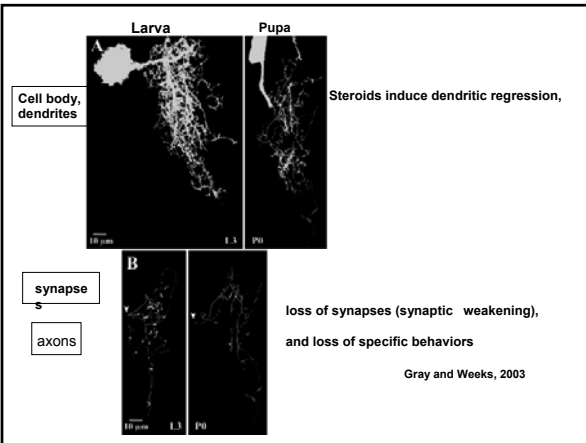 Larva
Pupa
A
Cell body,
dendrites
Steroids induce dendritic regression,
10 µm
L3
P0
B
synapse
s
axons
loss of synapses (synaptic weakening),
and loss of specific behaviors
Gray and Weeks, 2003
10 µm
L3
P0